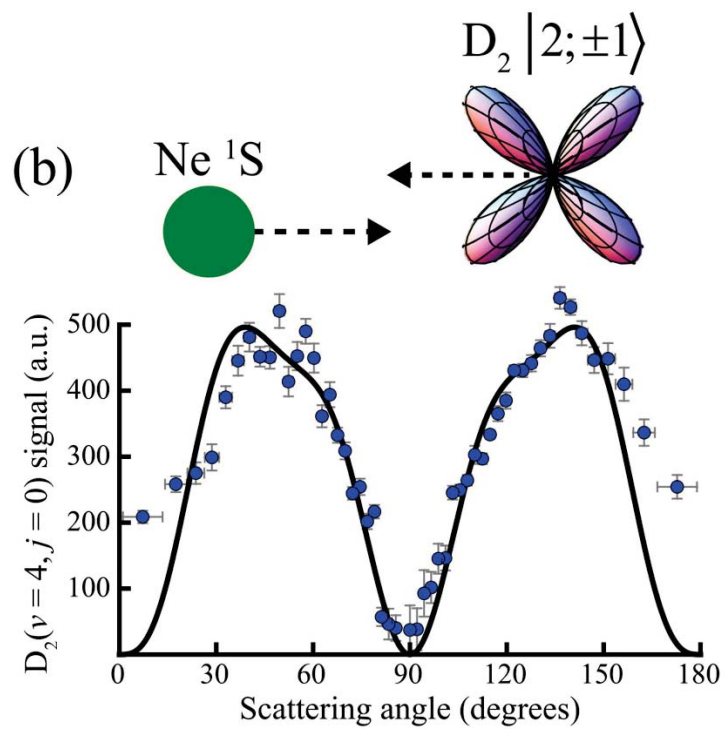 D₂ |2;±1⟩
Ne ¹S
(b)
D₂(v = 4, j = 0) signal (a.u.)
500
400
300
200
100
0 30 60 90 120 150 180
Scattering angle (degrees)